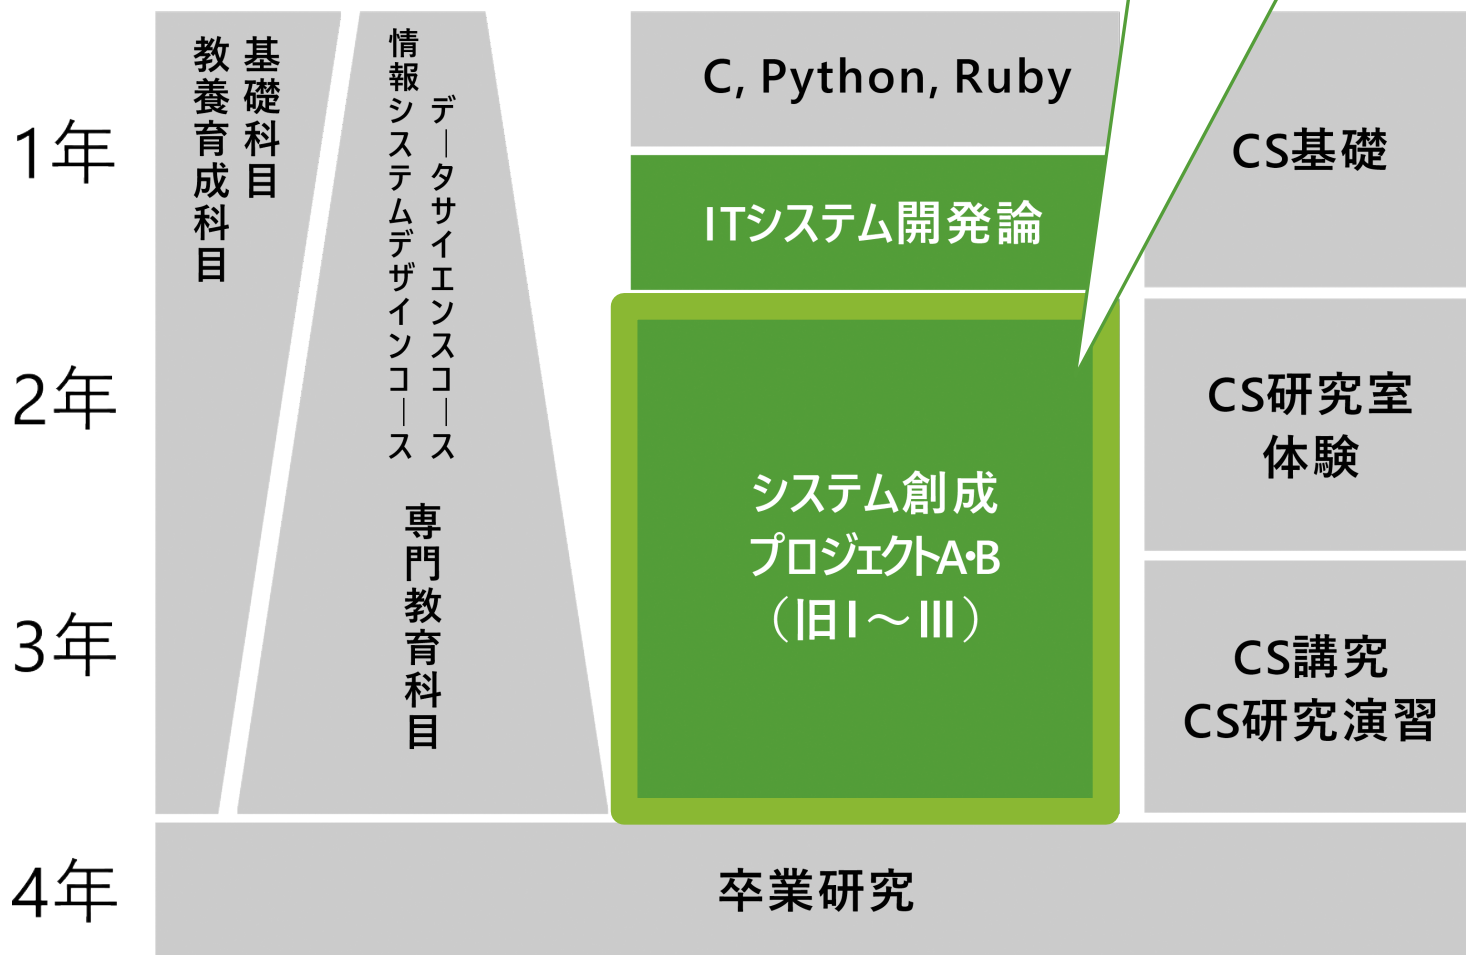 1年
2年
3年
4年
基礎科目
教養育成科目
データサイエンスコース
情報システムデザインコース
専門教育科目
C, Python, Ruby
ITシステム開発論
システム創成
プロジェクトA・B
（旧Ⅰ～Ⅲ）
CS基礎
CS研究室
体験
CS講究
CS研究演習
卒業研究